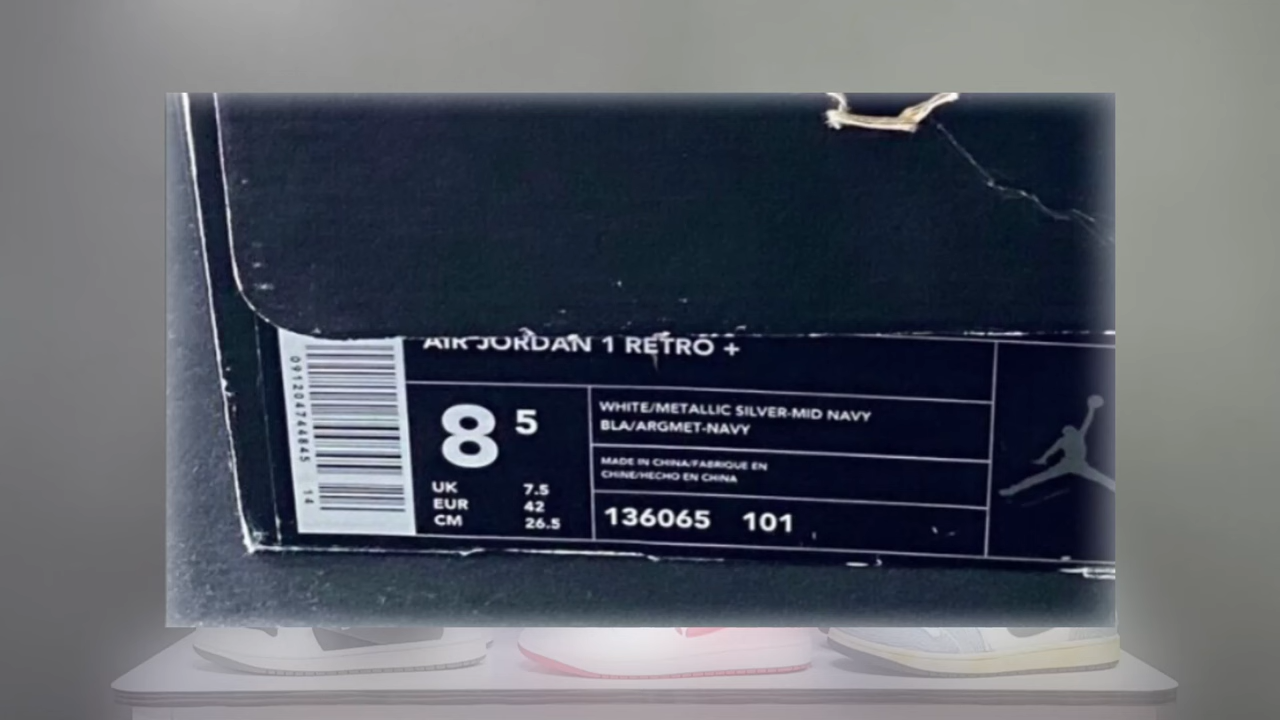 AIR JORDAN 1 RETRO +
091204744845
14
8 5
UK 7.5
EUR 42
CM 26.5
WHITE/METALLIC SILVER-MID NAVY
BLA/ARGMET-NAVY
MADE IN CHINA/FABRIQUE EN
CHINE/HECHO EN CHINA
136065 101